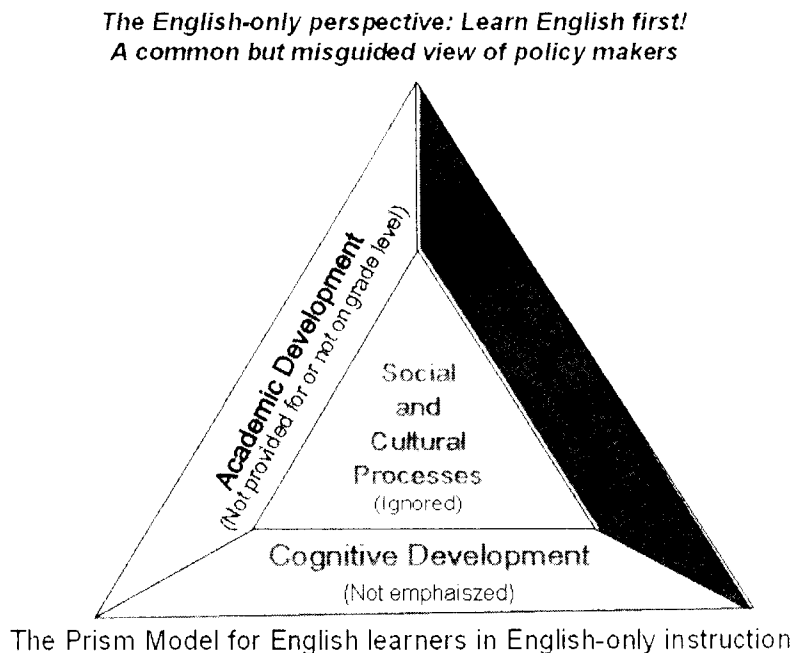 The English-only perspective: Learn English first!
A common but misguided view of policy makers
Academic Development
(Not provided for or not on grade level)
Social
and
Cultural
Processes
(Ignored)
Cognitive Development
(Not emphaiszed)
The Prism Model for English learners in English-only instruction